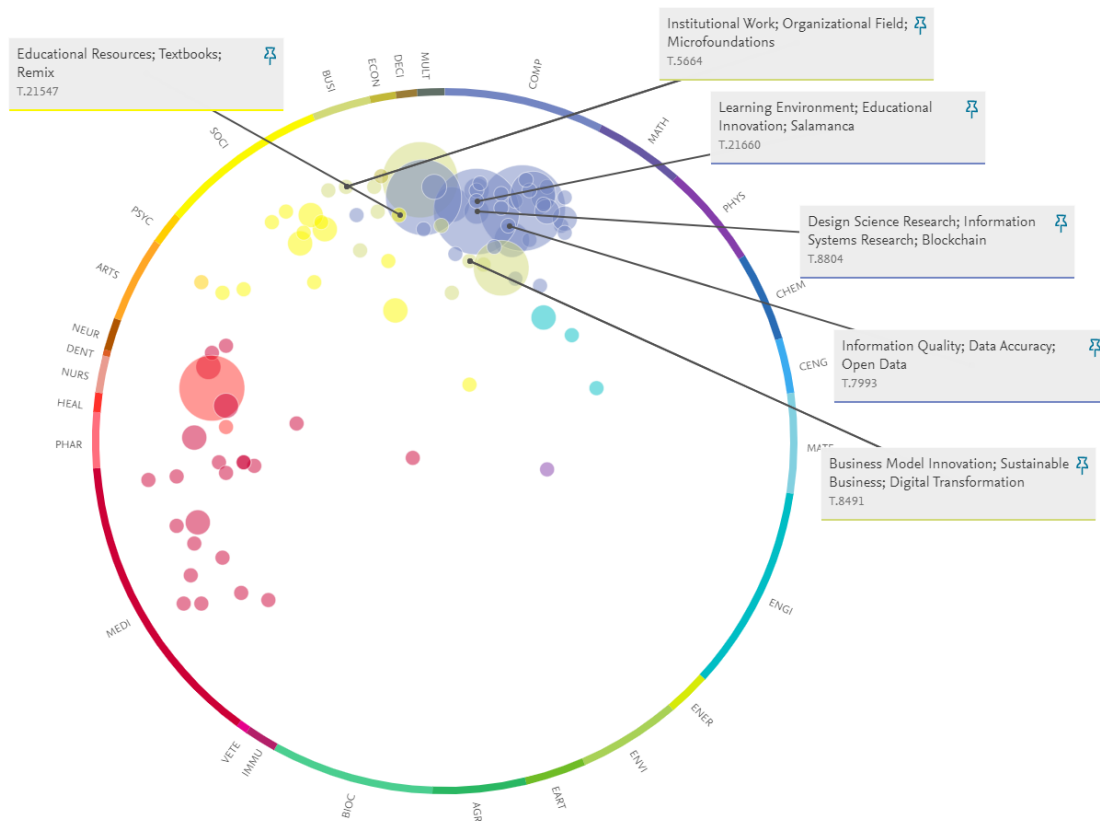 Institutional Work; Organizational Field;
Microfoundations
T.5664
Educational Resources; Textbooks;
Remix
T.21547
Learning Environment; Educational
Innovation; Salamanca
T.21660
Design Science Research; Information
Systems Research; Blockchain
T.8804
Information Quality; Data Accuracy;
Open Data
T.7993
Business Model Innovation; Sustainable
Business; Digital Transformation
T.8491
MULT
COMP
MATH
PHYS
CHEM
CENG
MATE
ENGI
ENER
ENVI
EART
AGR
BIOC
IMMU
VETE
MEDI
PHAR
HEAL
NURS
DENT
NEUR
ARTS
PSYC
SOCI
BUSI
ECON
DECI